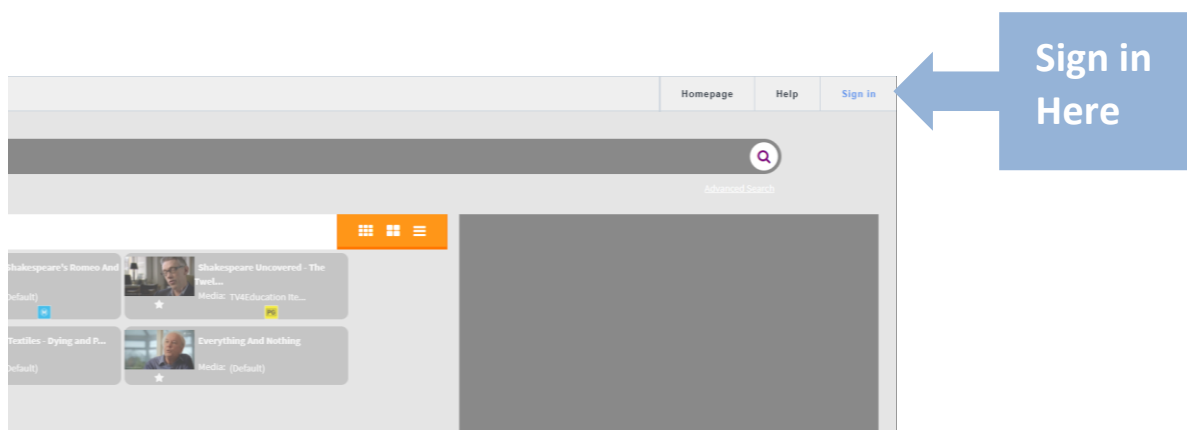 Sign in
Here
Homepage Help Sign in
Advanced Search
Shakespeare's Romeo And
Default)
H
Shakespeare Uncovered - The
Twel...
Media: TV4Education Ite...
PG
Textiles - Dying and P...
Default)
Everything And Nothing
Media: (Default)